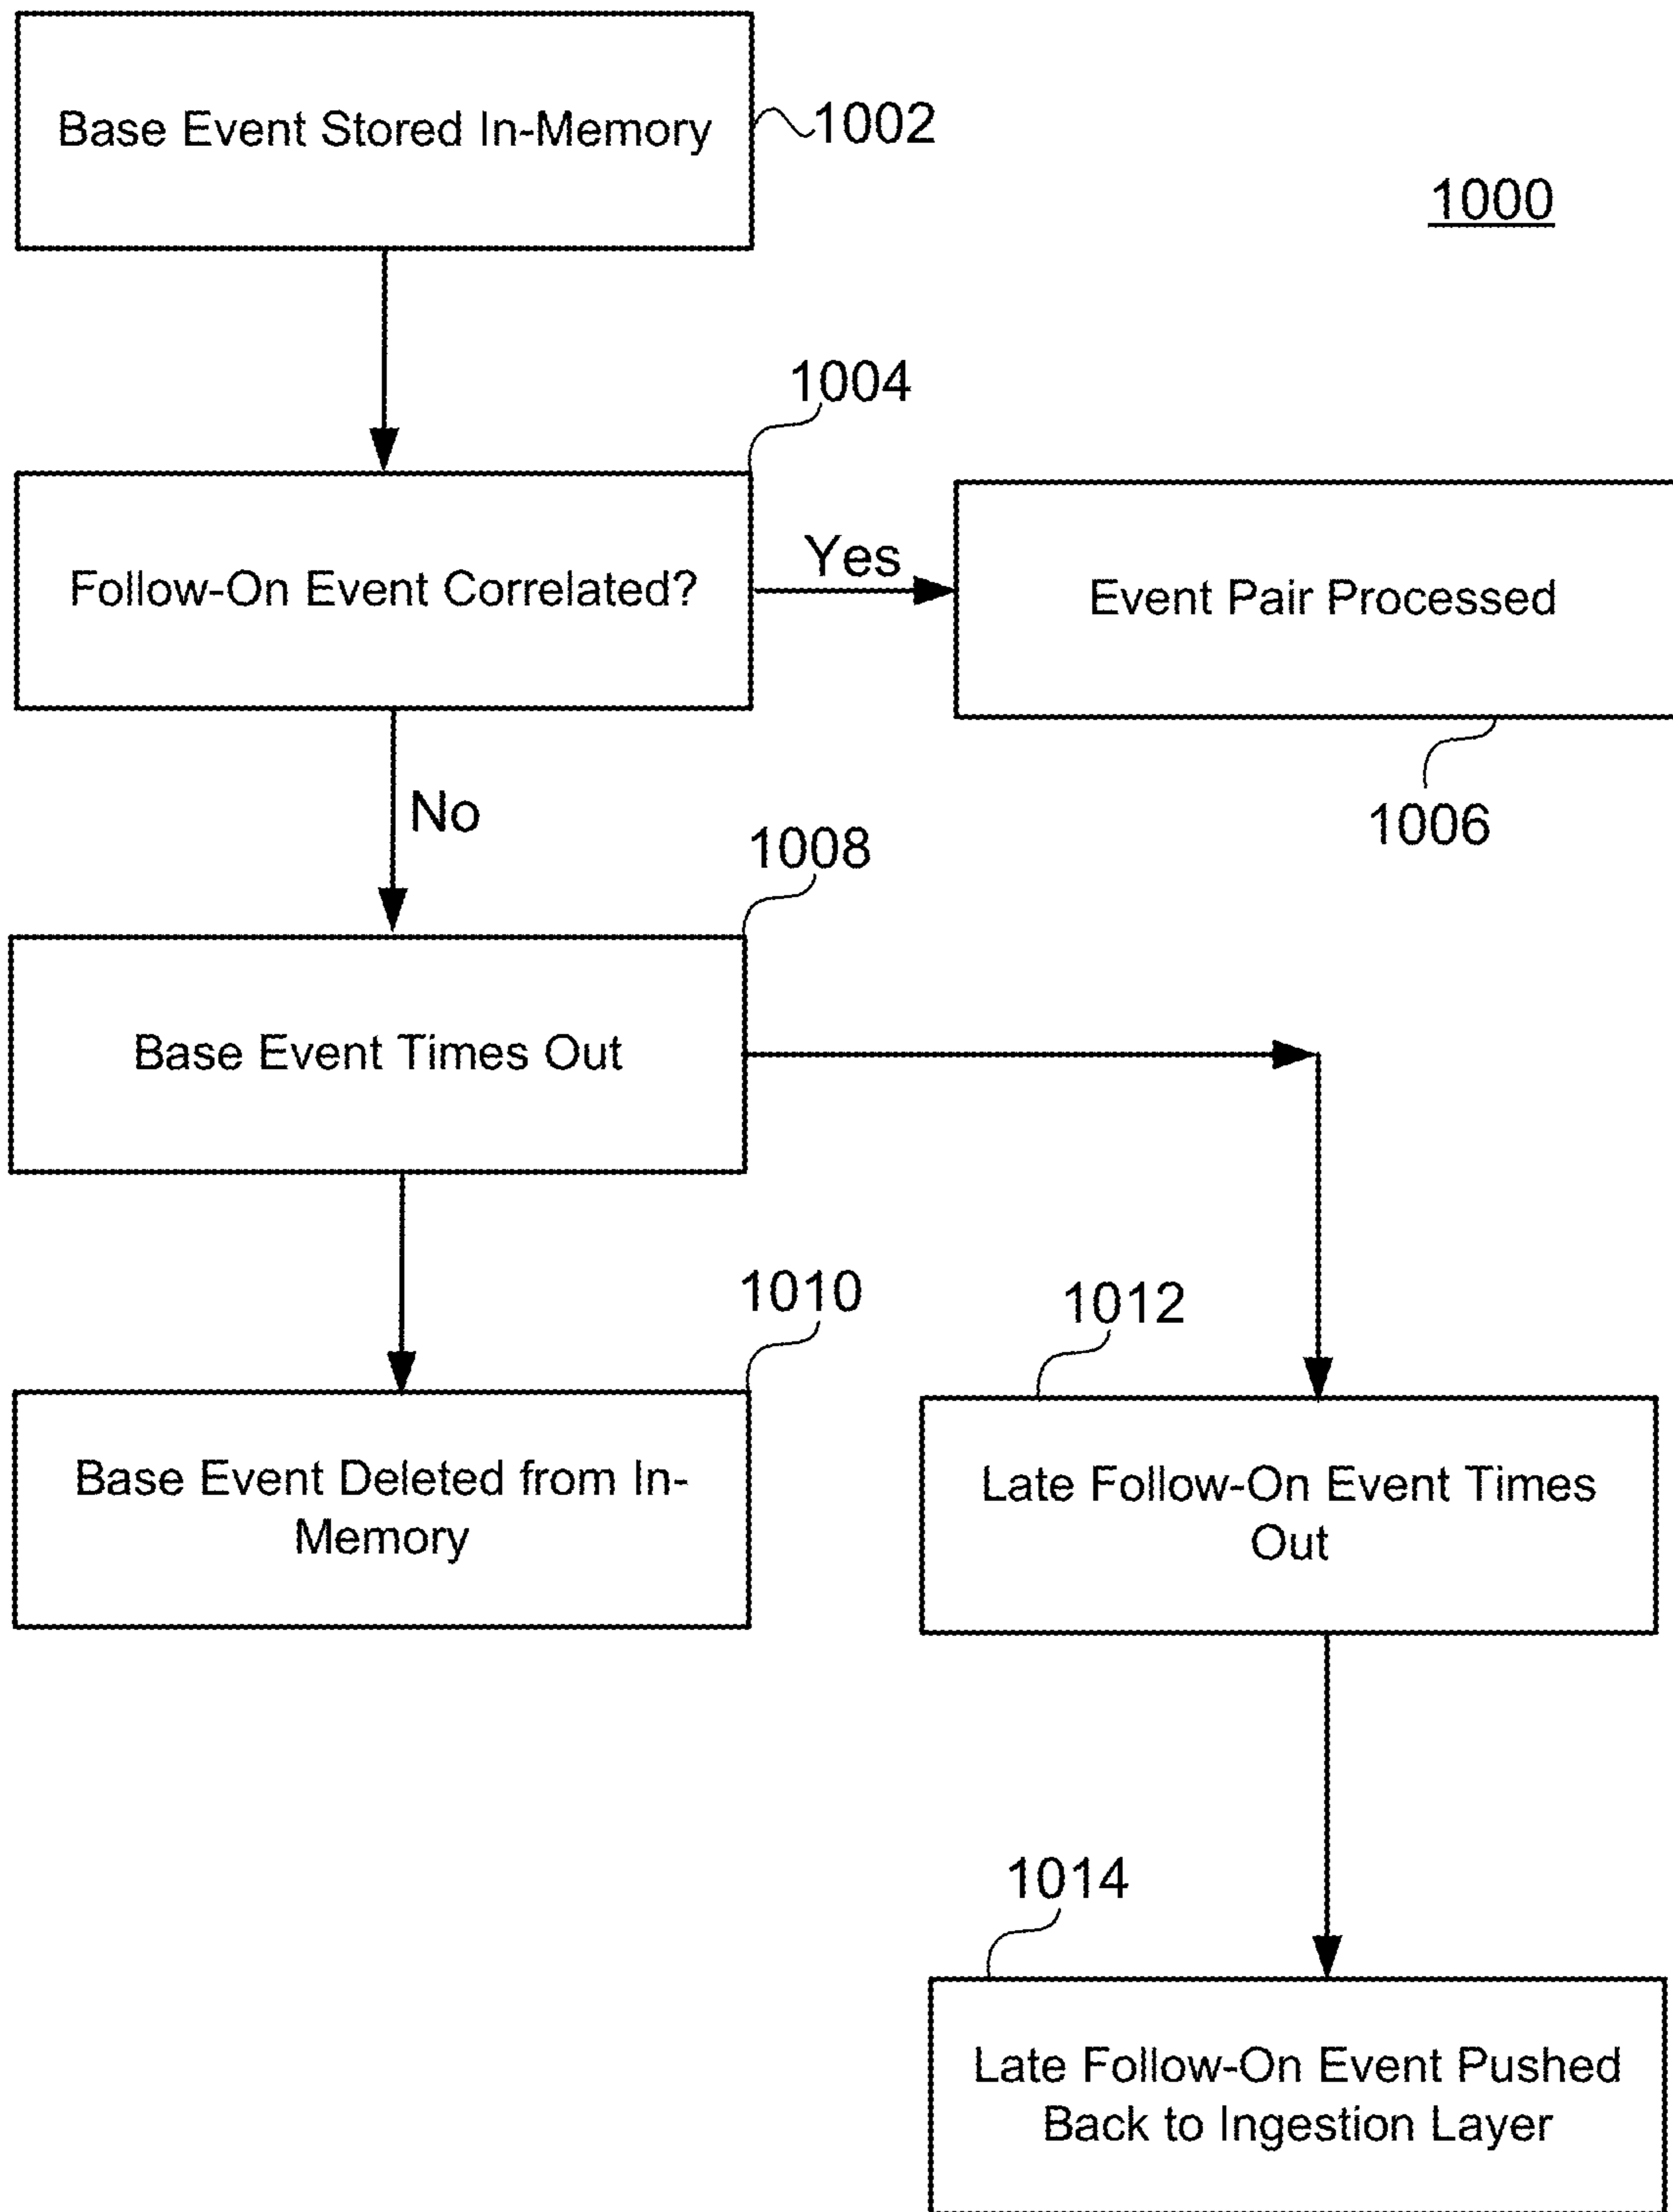 Base Event Stored In-Memory
1002
1000
1004
Follow-On Event Correlated?
Yes
Event Pair Processed
1006
No
1008
Base Event Times Out
1010
1012
Base Event Deleted from In-
Memory
Late Follow-On Event Times
Out
1014
Late Follow-On Event Pushed
Back to Ingestion Layer